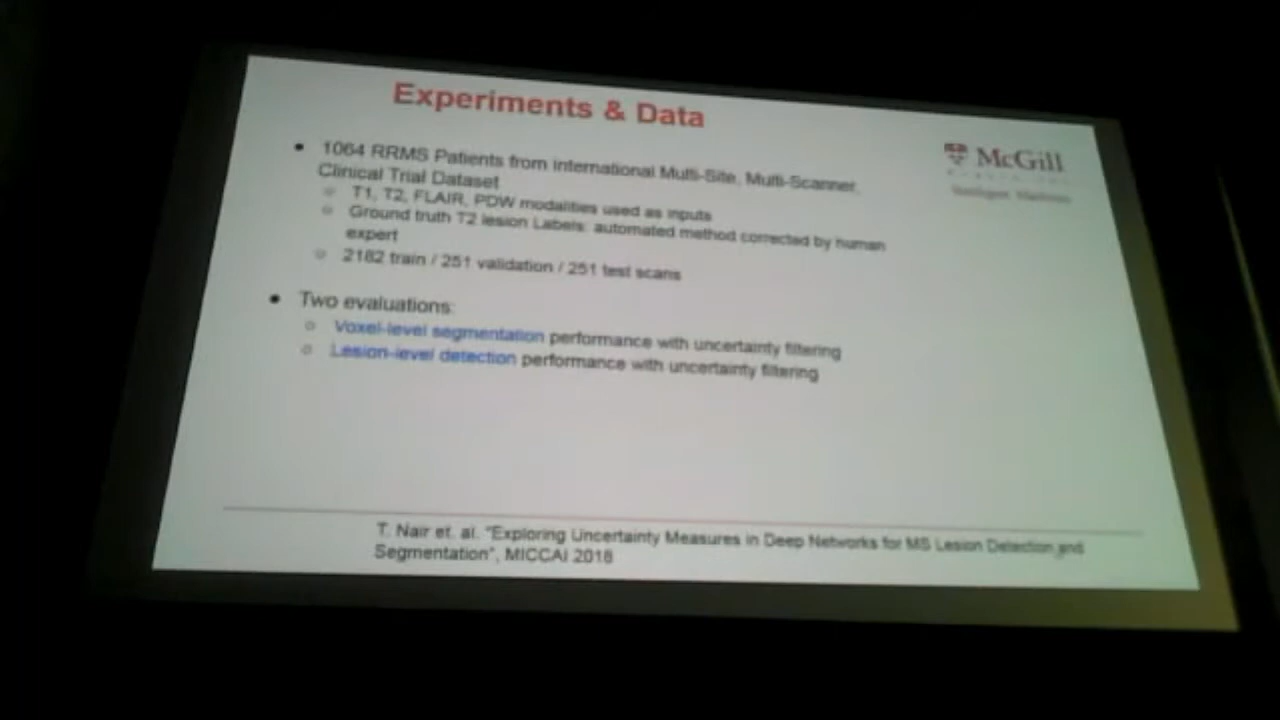 Experiments & Data
McGill
• 1064 RRMS Patients from International Multi-Site, Multi-Scanner,
Clinical Trial Dataset
○ T1, T2, FLAIR, PDW modalities used as inputs
○ Ground truth T2 lesion Labels: automated method corrected by human
expert
○ 2182 train / 251 validation / 251 test scans
• Two evaluations:
○ Voxel-level segmentation performance with uncertainty filtering
○ Lesion-level detection performance with uncertainty filtering
T. Nair et. al. "Exploring Uncertainty Measures in Deep Networks for MS Lesion Detection and
Segmentation", MICCAI 2018